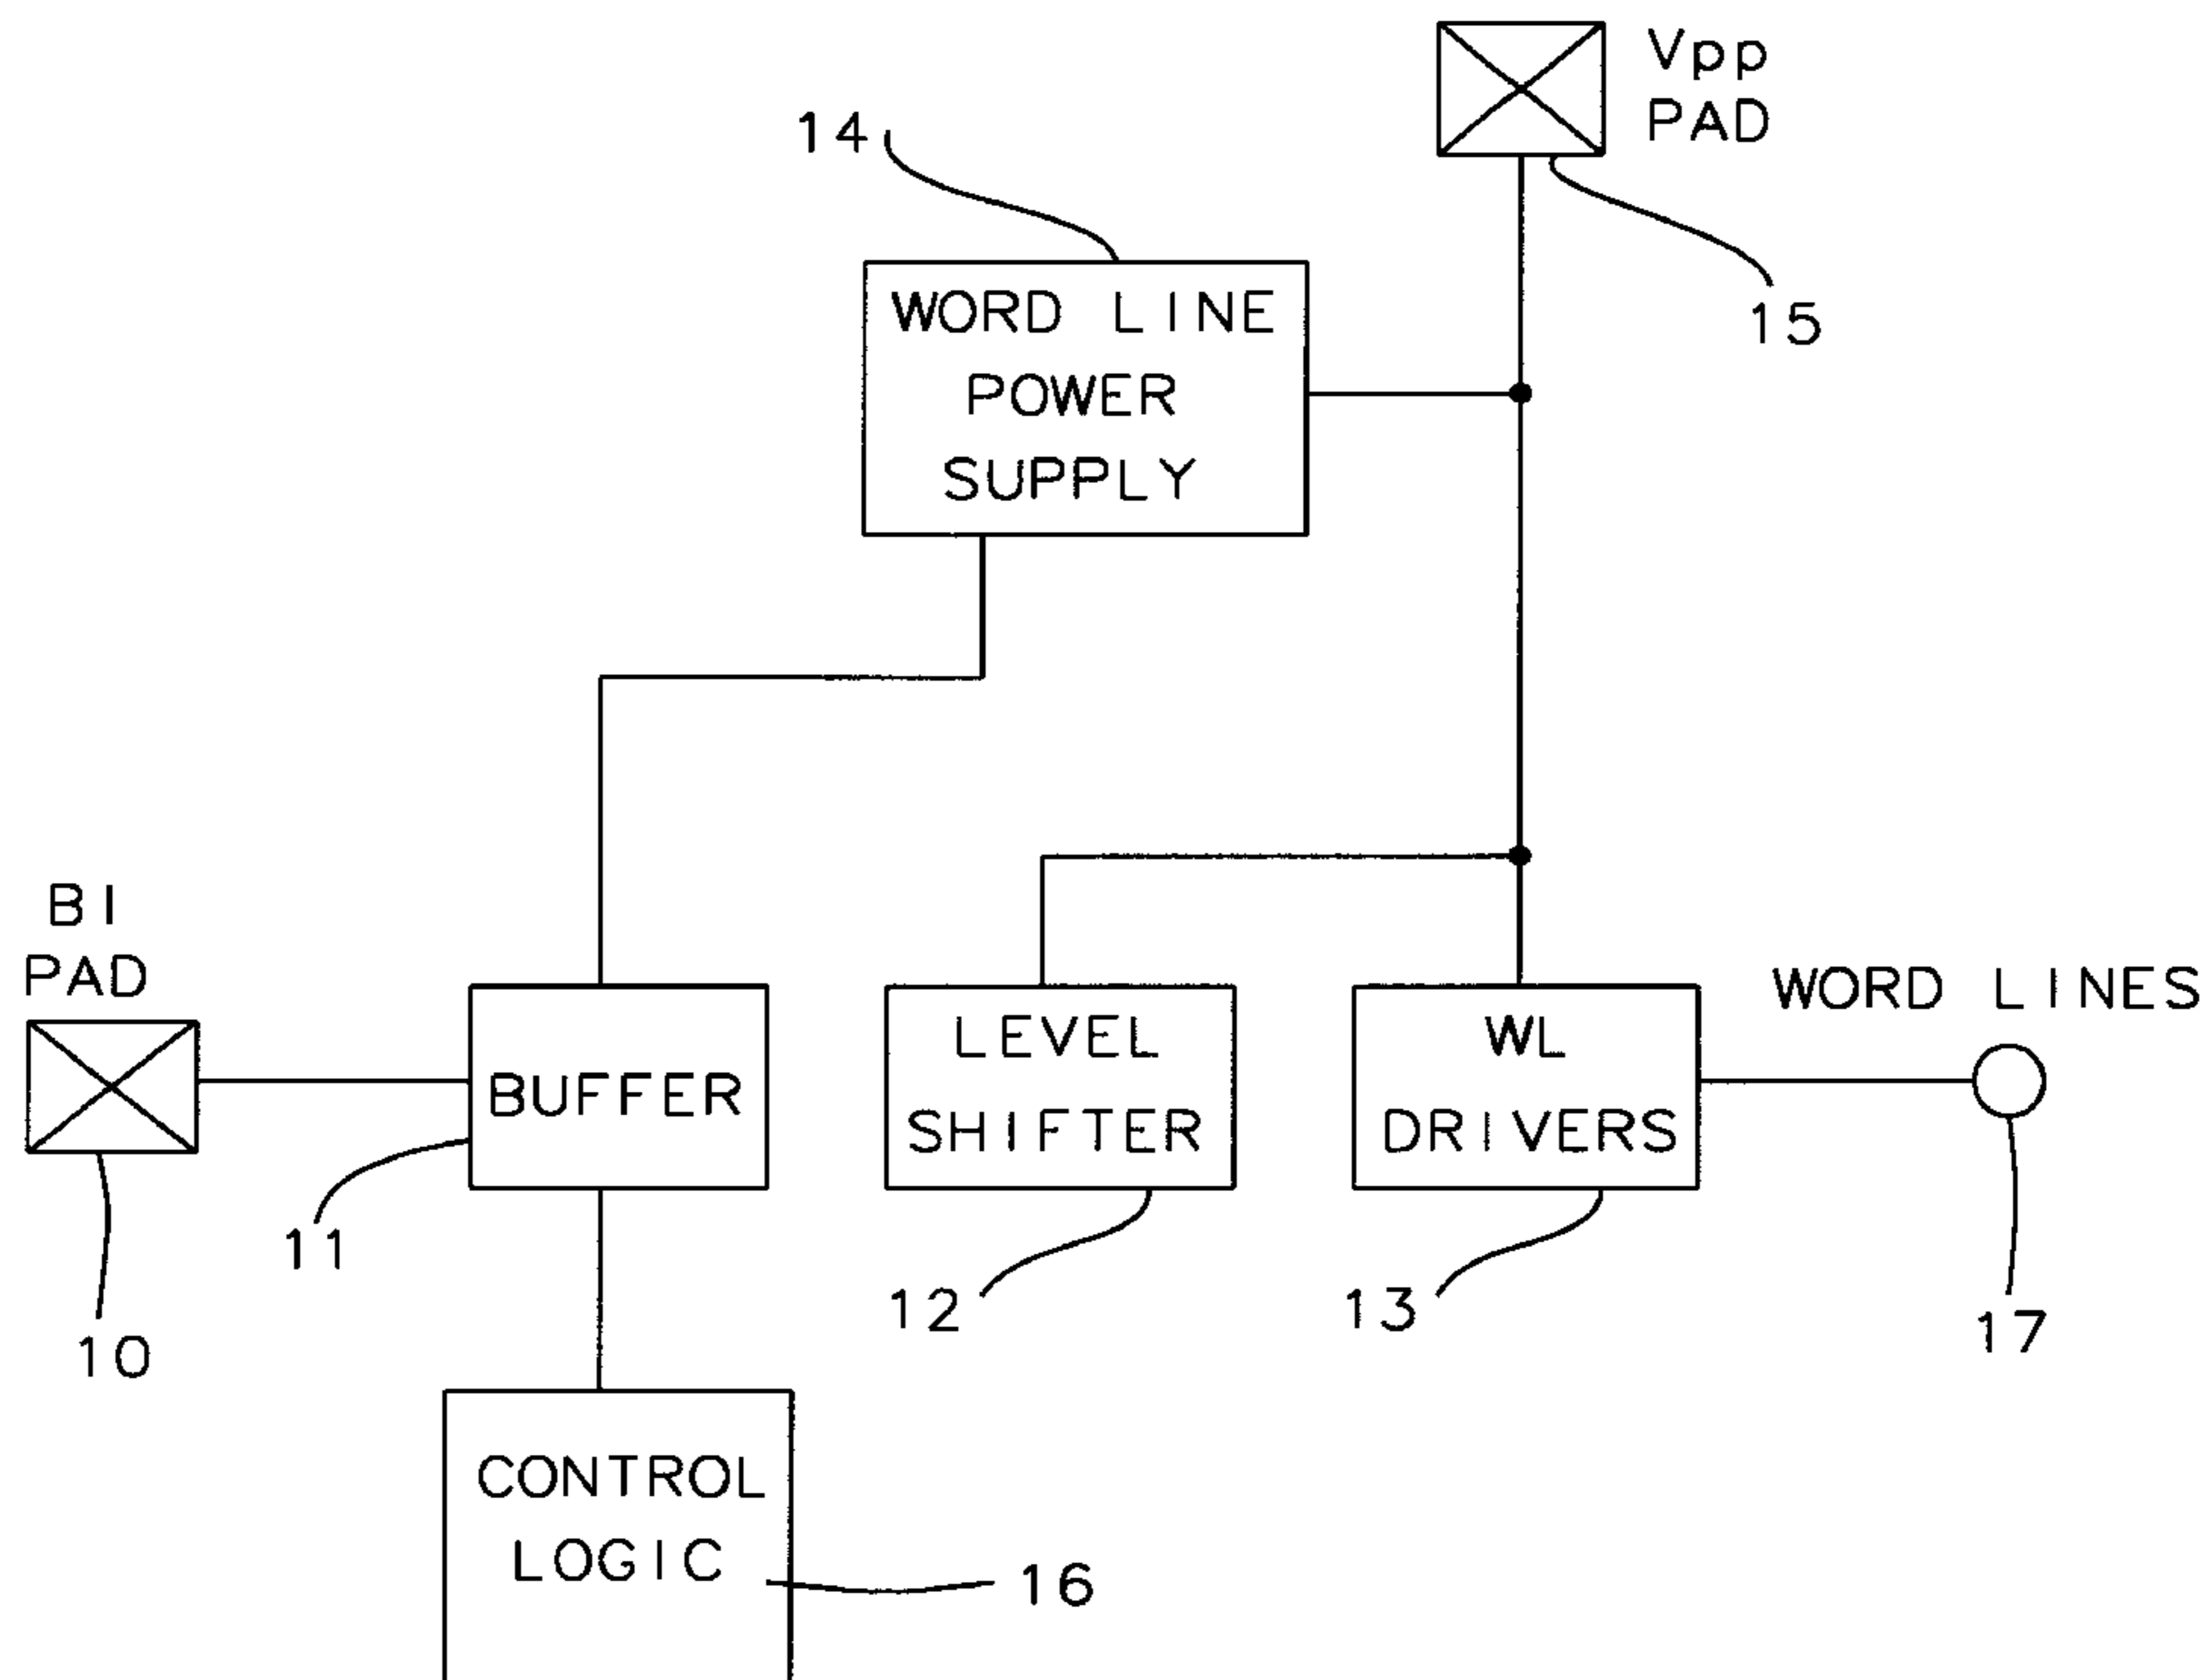 Vpp
PAD
14
WORD LINE
POWER
SUPPLY
15
BI
PAD
BUFFER
LEVEL
SHIFTER
WL
DRIVERS
WORD LINES
11
12
13
10
17
CONTROL
LOGIC
16